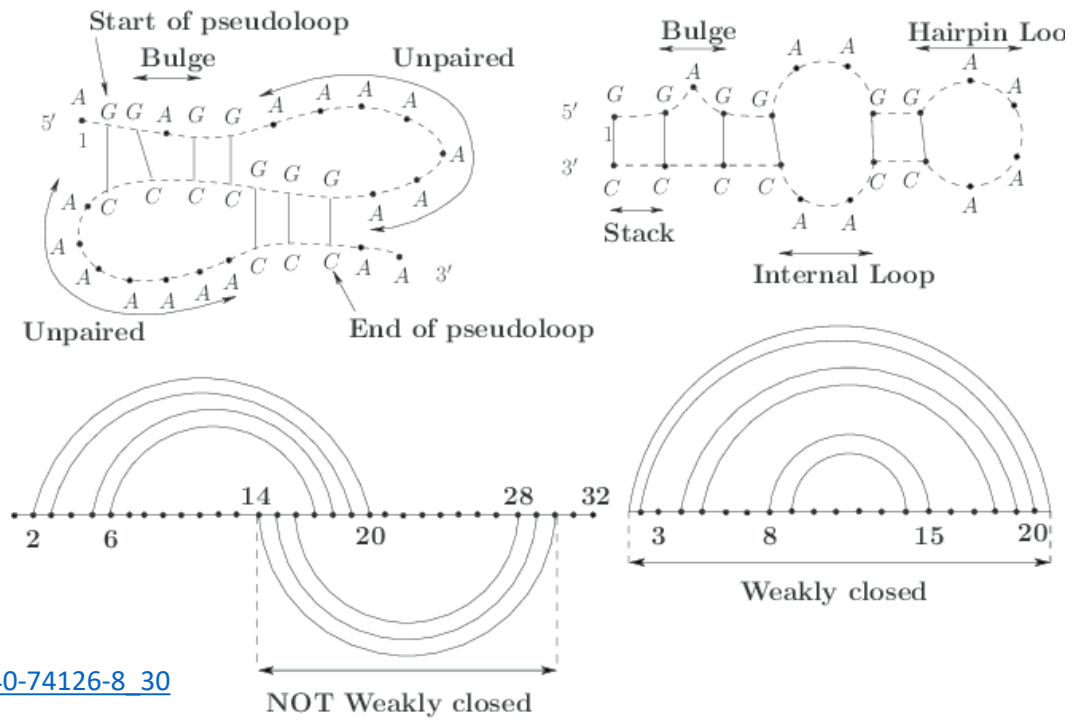 Start of pseudoloop
Bulge
Unpaired
5′
A G G A G G A A A A
1
A
A
A
G G G
C C C C
A
A
A
A A A A
C C C A A
3′
Unpaired
End of pseudoloop
Bulge
Hairpin Loo
5′
G G A G G A A G G A A
1
3′
C C C C A A C C A A
Stack
Internal Loop
14
28
32
2
6
20
NOT Weakly closed
3
8
15
20
Weakly closed
40-74126-8_30